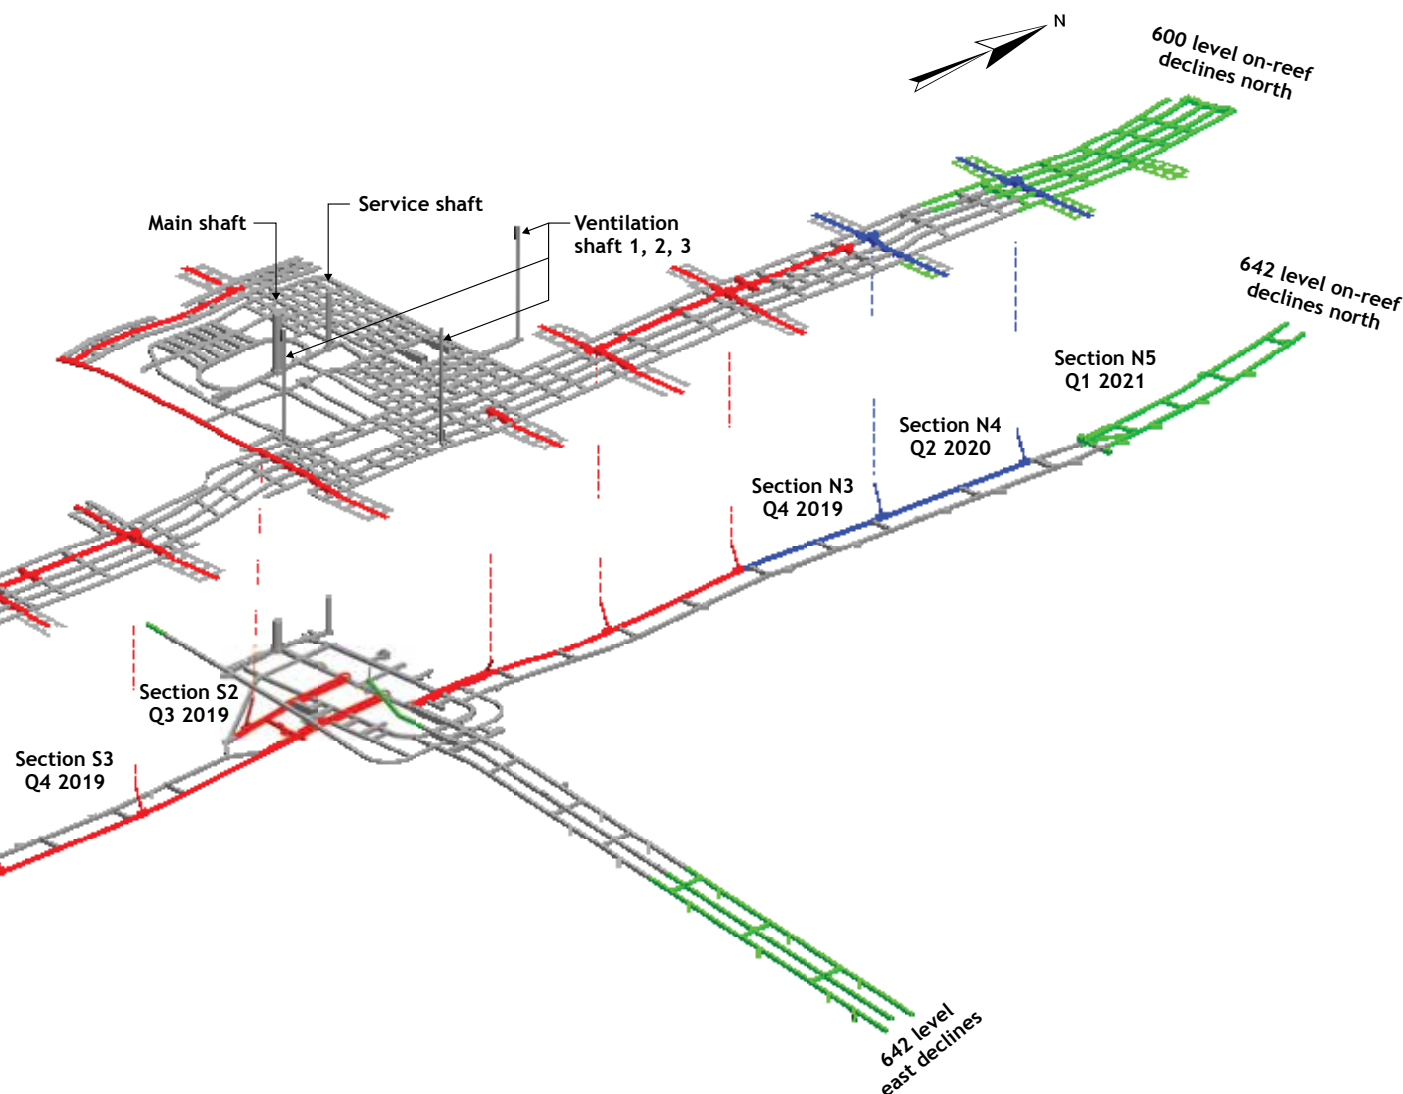 N
600 level on-reef
declines north
Service shaft
Main shaft
Ventilation
shaft 1, 2, 3
642 level on-reef
declines north
Section N5
Q1 2021
Section N4
Q2 2020
Section N3
Q4 2019
Section S2
Q3 2019
Section S3
Q4 2019
642 level
east declines